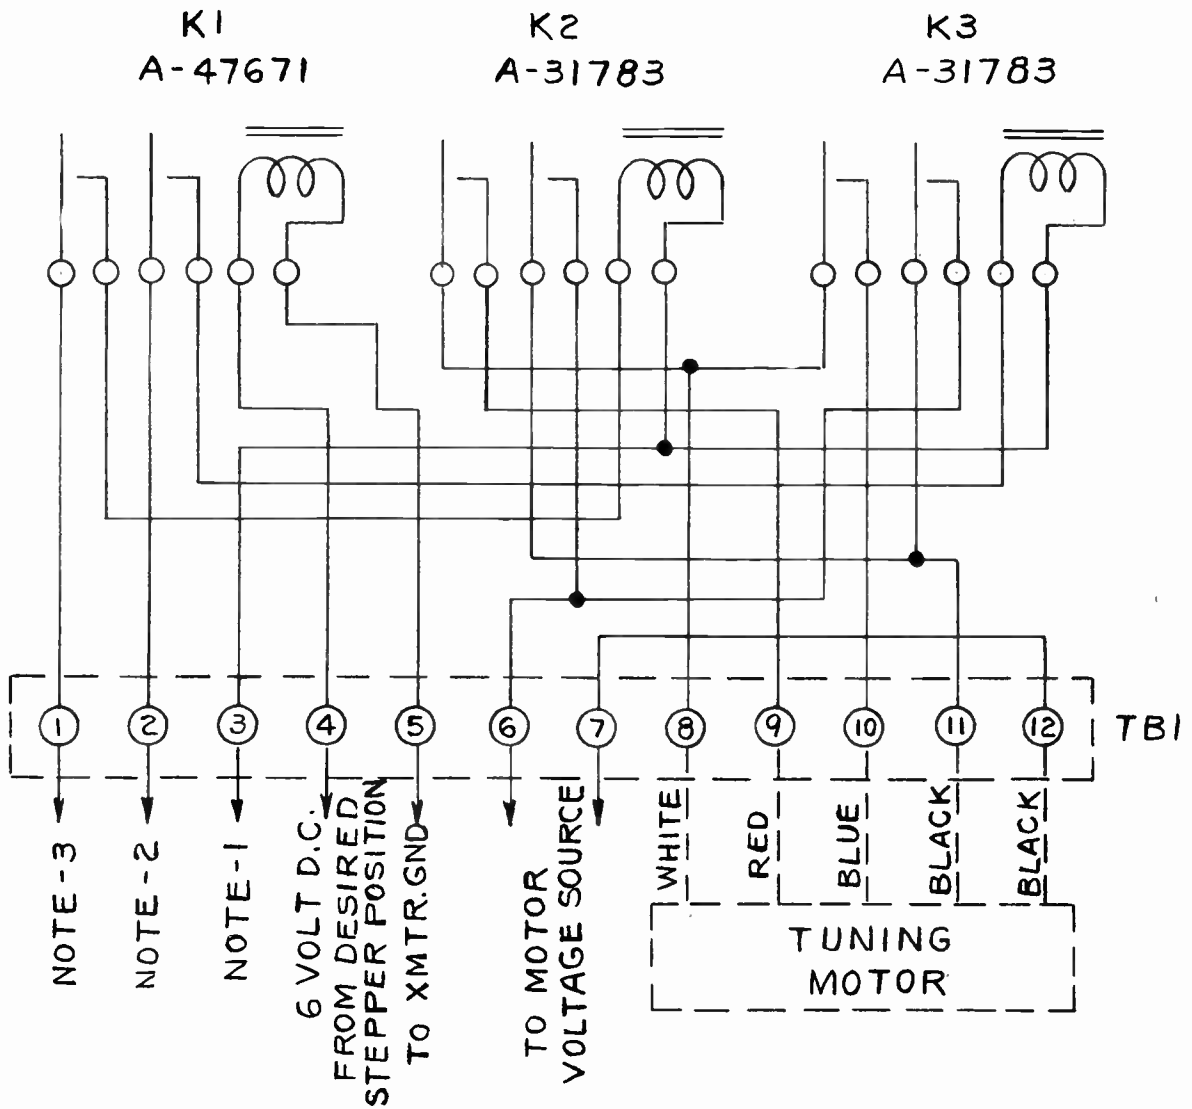 K1
A-47671
K2
A-31783
K3
A-31783
1
2
3
4
5
6
7
8
9
10
11
12
TB1
NOTE-3
NOTE-2
NOTE-1
6 VOLT D.C.
FROM DESIRED
STEPPER POSITION
TO XMTR.GND
TO MOTOR
VOLTAGE SOURCE
WHITE
RED
BLUE
BLACK
BLACK
TUNING
MOTOR